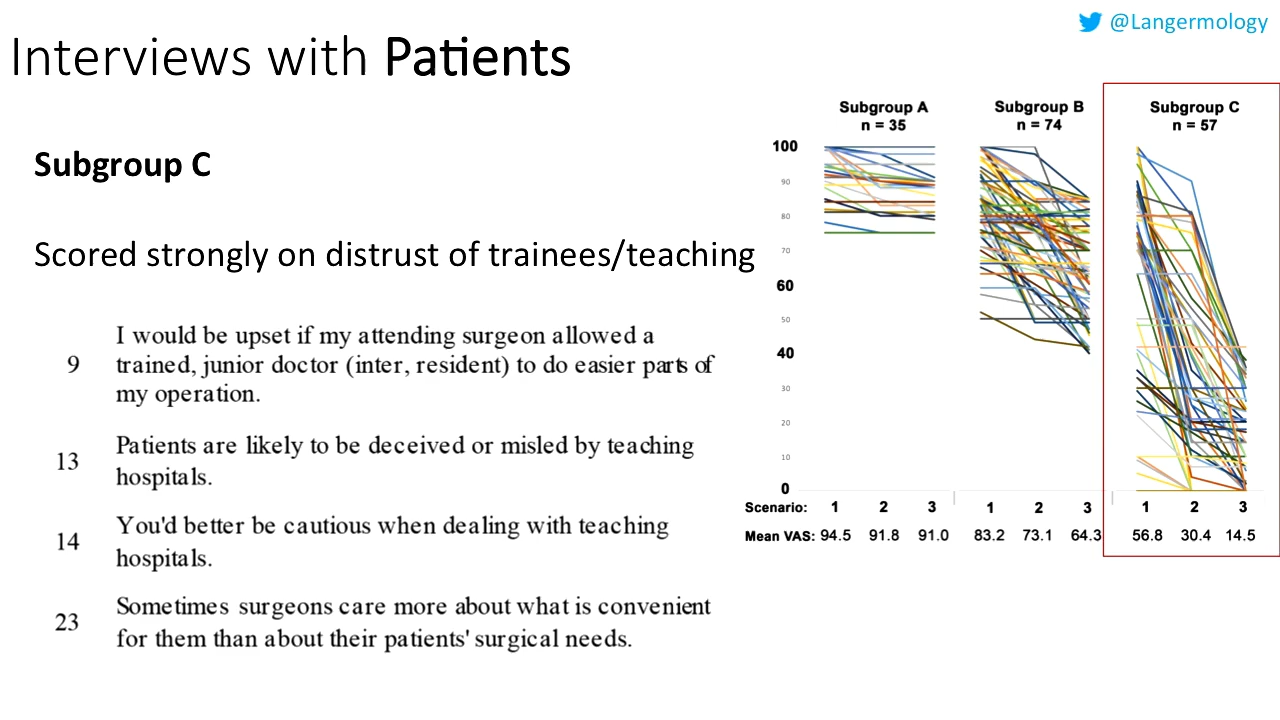 @Langermology
Interviews with Patients
Subgroup C
Scored strongly on distrust of trainees/teaching
9
I would be upset if my attending surgeon allowed a
trained, junior doctor (inter, resident) to do easier parts of
my operation.
13
Patients are likely to be deceived or misled by teaching
hospitals.
14
You'd better be cautious when dealing with teaching
hospitals.
23
Sometimes surgeons care more about what is convenient
for them than about their patients' surgical needs.
Subgroup A
n = 35
Subgroup B
n = 74
Subgroup C
n = 57
100
90
80
70
60
50
40
30
20
10
0
Scenario: 1 2 3 1 2 3 1 2 3
Mean VAS: 94.5 91.8 91.0 83.2 73.1 64.3 56.8 30.4 14.5